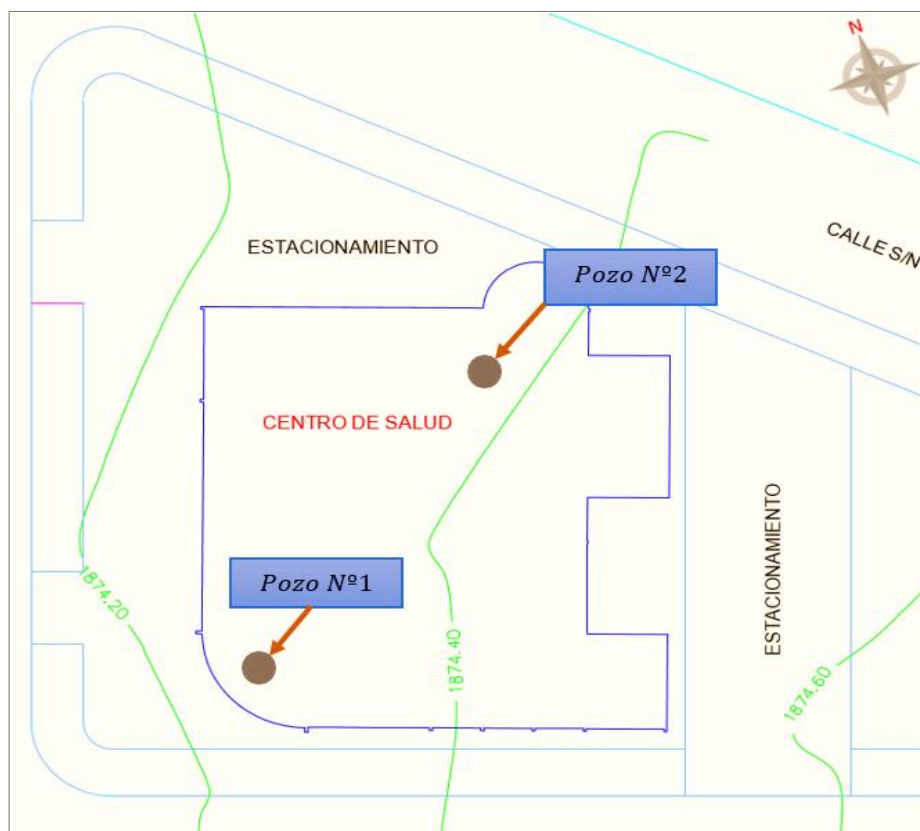 N
CALLE S/N
ESTACIONAMIENTO
Pozo Nº2
CENTRO DE SALUD
ESTACIONAMIENTO
Pozo Nº1
1874.20
1874.40
1874.60